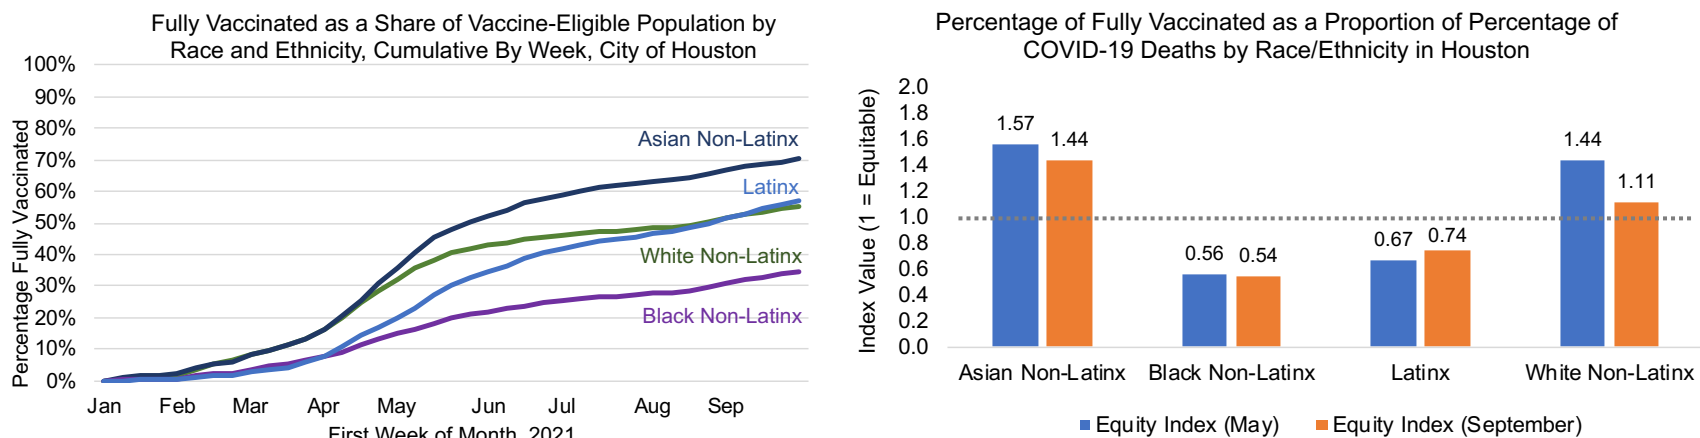 Fully Vaccinated as a Share of Vaccine-Eligible Population by
Race and Ethnicity, Cumulative By Week, City of Houston
Percentage Fully Vaccinated
100%
90%
80%
70%
60%
50%
40%
30%
20%
10%
0%
Asian Non-Latinx
Latinx
White Non-Latinx
Black Non-Latinx
Jan Feb Mar Apr May Jun Jul Aug Sep
First Week of Month, 2021
Percentage of Fully Vaccinated as a Proportion of Percentage of
COVID-19 Deaths by Race/Ethnicity in Houston
Index Value (1 = Equitable)
2.0
1.8
1.6
1.4
1.2
1.0
0.8
0.6
0.4
0.2
0.0
1.57 1.44 0.56 0.54 0.67 0.74 1.44 1.11
Asian Non-Latinx Black Non-Latinx Latinx White Non-Latinx
Equity Index (May) Equity Index (September)